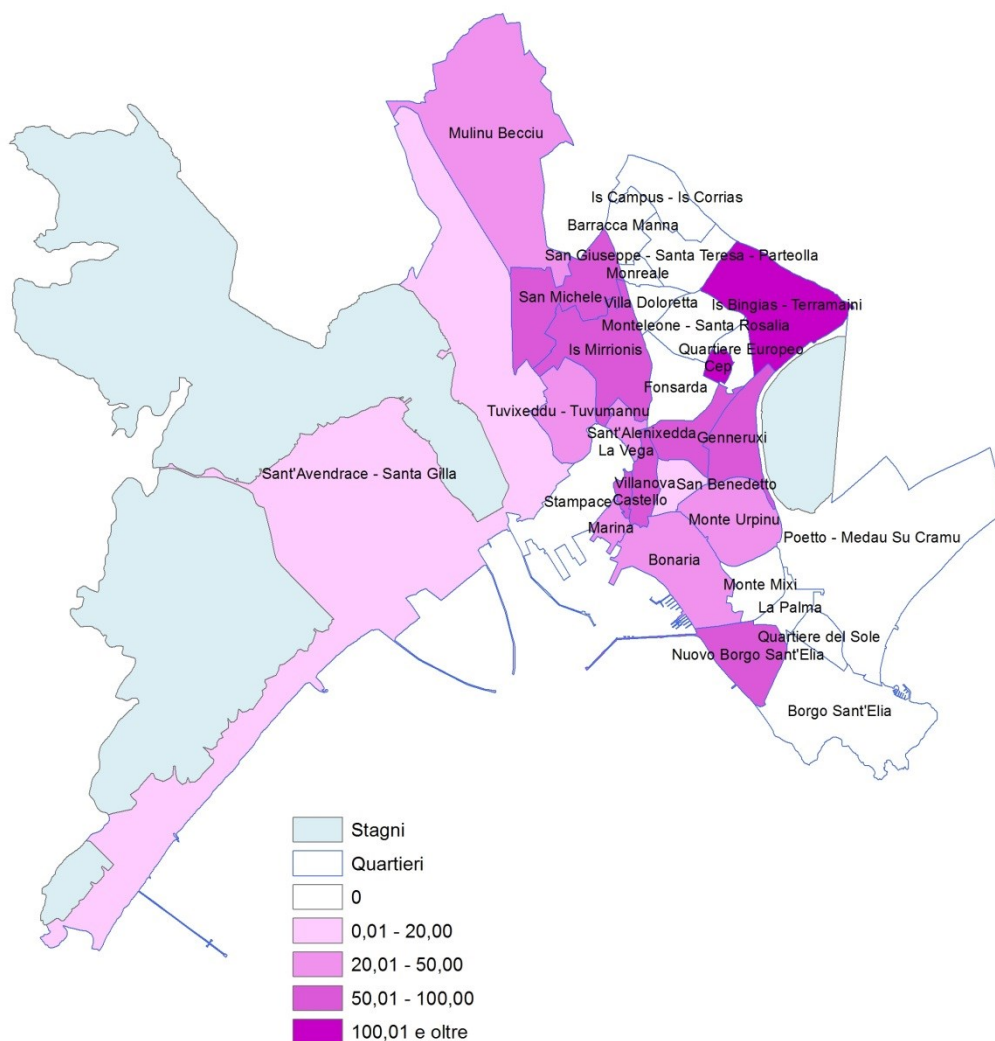 Mulinu Becciu
Is Campus - Is Corrias
Barracca Manna
San Giuseppe - Santa Teresa - Parteolla
Monreale
San Michele
Villa Doloretta
Is Bingias - Terramaini
Monteleone - Santa Rosalia
Is Mirrionis
Quartiere Europeo
Cep
Fonsarda
Tuvixeddu - Tuvumannu
Sant'Alenixedda
Genneruxi
La Vega
Sant'Avendrace - Santa Gilla
Villanova
San Benedetto
Stampace
Castello
Marina
Monte Urpinu
Poetto - Medau Su Cramu
Bonaria
Monte Mixi
La Palma
Quartiere del Sole
Nuovo Borgo Sant'Elia
Borgo Sant'Elia
Stagni
Quartieri
0
0,01 - 20,00
20,01 - 50,00
50,01 - 100,00
100,01 e oltre